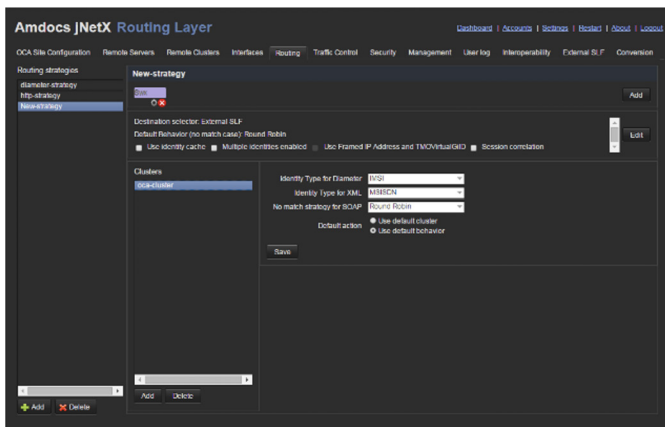 Amdocs jNetX Routing Layer
Dashboard | Accounts | Settings | Restart | About | Logout
OCA Site Configuration Remote Servers Remote Clusters Interfaces Routing Traffic Control Security Management User log Interoperability External SLF Conversion
Routing strategies
diameter-strategy
http-strategy
New-strategy
Add Delete
New-strategy
Add
Destination selector: External SLF
Default Behavior (no match case): Round Robin
Use identity cache Multiple identities enabled Use Framed IP Address and TMOVirtualGIID Session correlation
Edit
Clusters
oca-cluster
Add Delete
Identity Type for Diameter IMSI
Identity Type for XML MSISDN
No match strategy for SOAP Round Robin
Default action Use default cluster
Use default behavior
Save